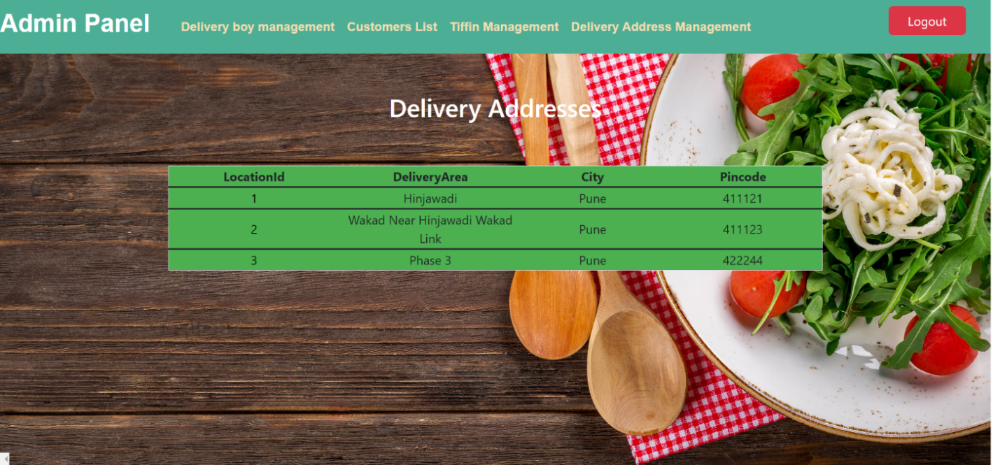 Admin Panel Delivery boy management Customers List Tiffin Management Delivery Address Management Logout
Delivery Addresses
LocationId DeliveryArea City Pincode
1 Hinjawadi Pune 411121
2 Wakad Near Hinjawadi Wakad Link Pune 411123
3 Phase 3 Pune 422244